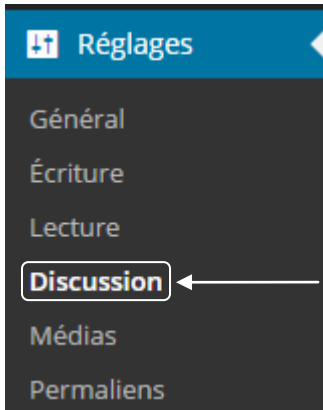 Réglages
Général
Écriture
Lecture
Discussion
Médias
Permaliens